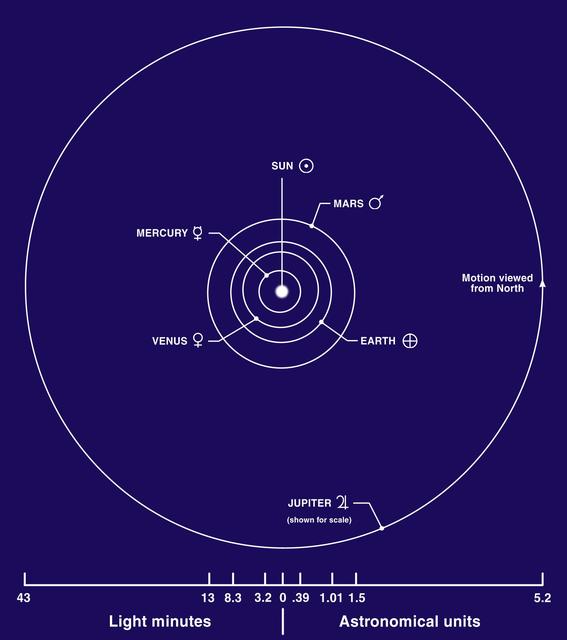 SUN ☉
MARS ♂
MERCURY ☿
Motion viewed
from North
VENUS ♀
EARTH ⊕
JUPITER ♃
(shown for scale)
43 13 8.3 3.2 0 .39 1.01 1.5 5.2
Light minutes Astronomical units